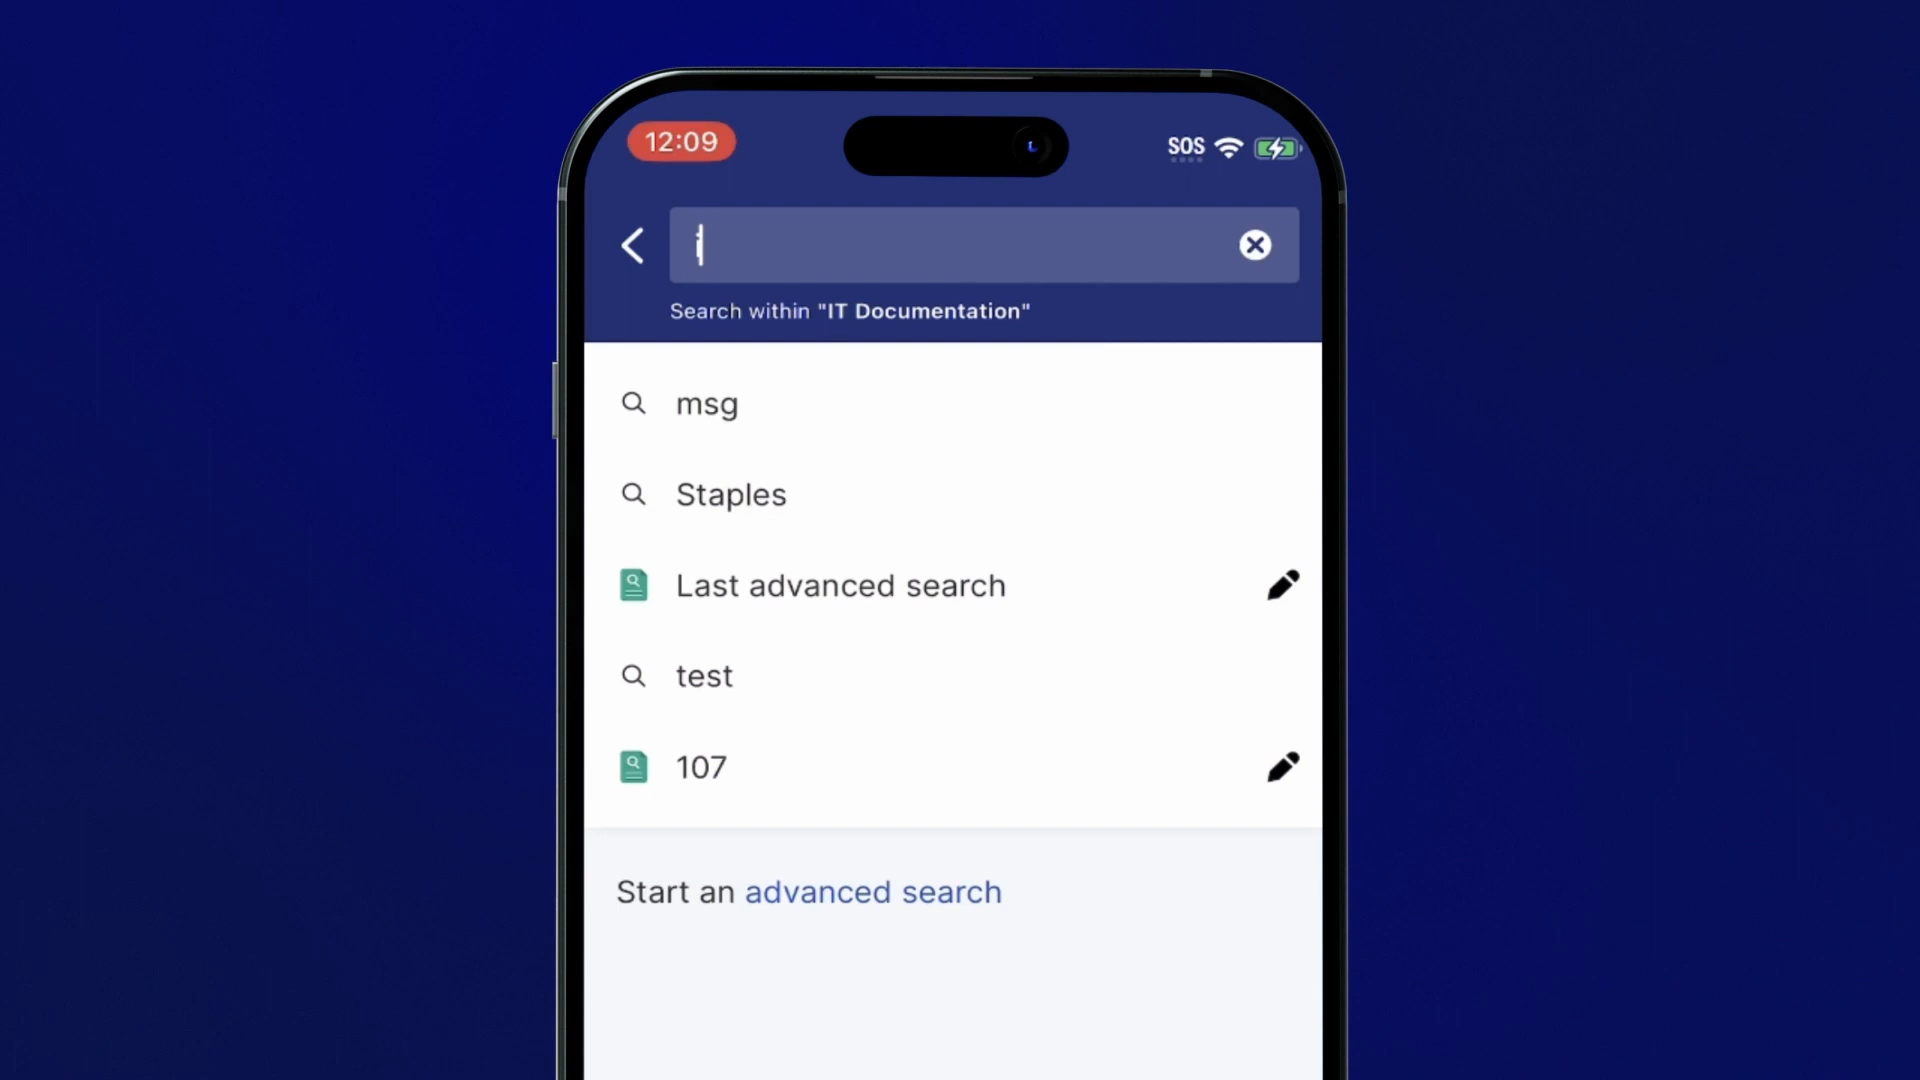 12:09
SOS
i
Search within "IT Documentation"
msg
Staples
Last advanced search
test
107
Start an advanced search